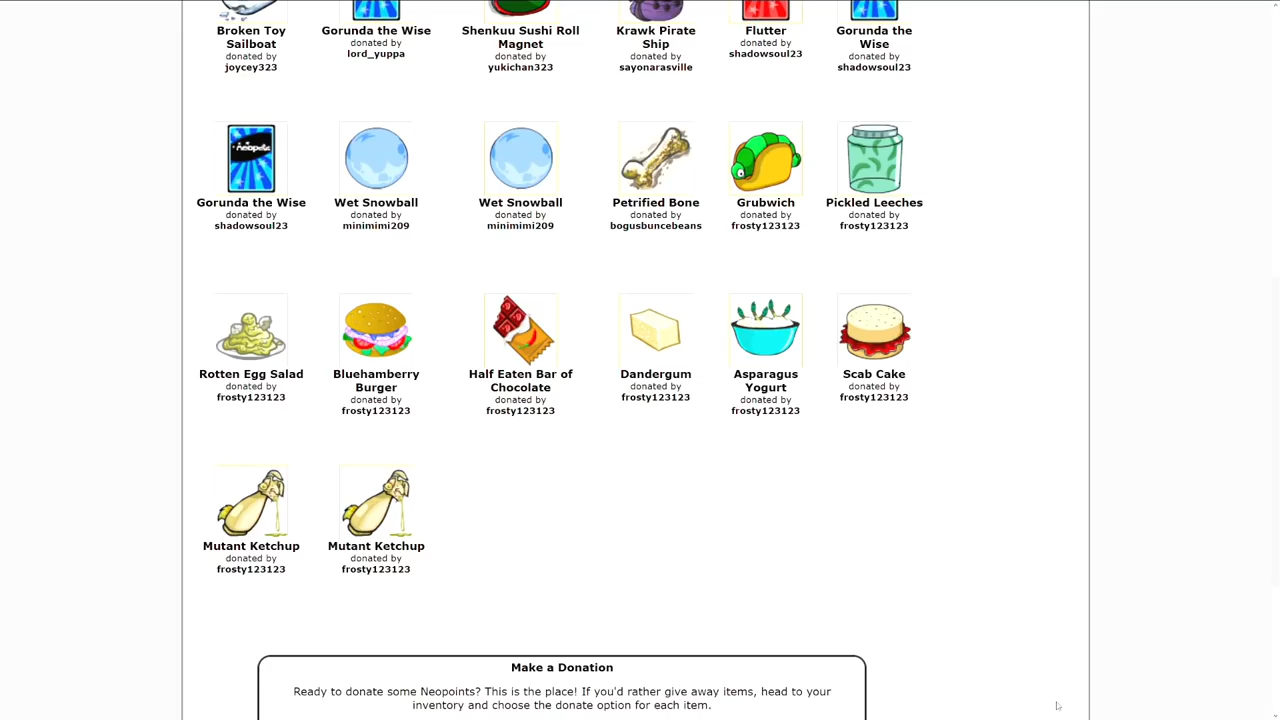 Broken Toy Gorunda the Wise Shenkuu Sushi Roll Krawk Pirate Flutter Gorunda the
Sailboat donated by Magnet Ship donated by Wise
donated by lord_yuppa donated by donated by shadowsoul23 donated by
joycey323 yukichan323 sayonarasville shadowsoul23
Neopets
Gorunda the Wise Wet Snowball Wet Snowball Petrified Bone Grubwich Pickled Leeches
donated by donated by donated by donated by donated by donated by
shadowsoul23 minimimi209 minimimi209 bogusbuncebeans frosty123123 frosty123123
Rotten Egg Salad Bluehamberry Half Eaten Bar of Dandergum Asparagus Scab Cake
donated by Burger Chocolate donated by Yogurt donated by
frosty123123 donated by donated by frosty123123 donated by frosty123123
frosty123123 frosty123123 frosty123123
Mutant Ketchup Mutant Ketchup
donated by donated by
frosty123123 frosty123123
Make a Donation
Ready to donate some Neopoints? This is the place! If you'd rather give away items, head to your
inventory and choose the donate option for each item.